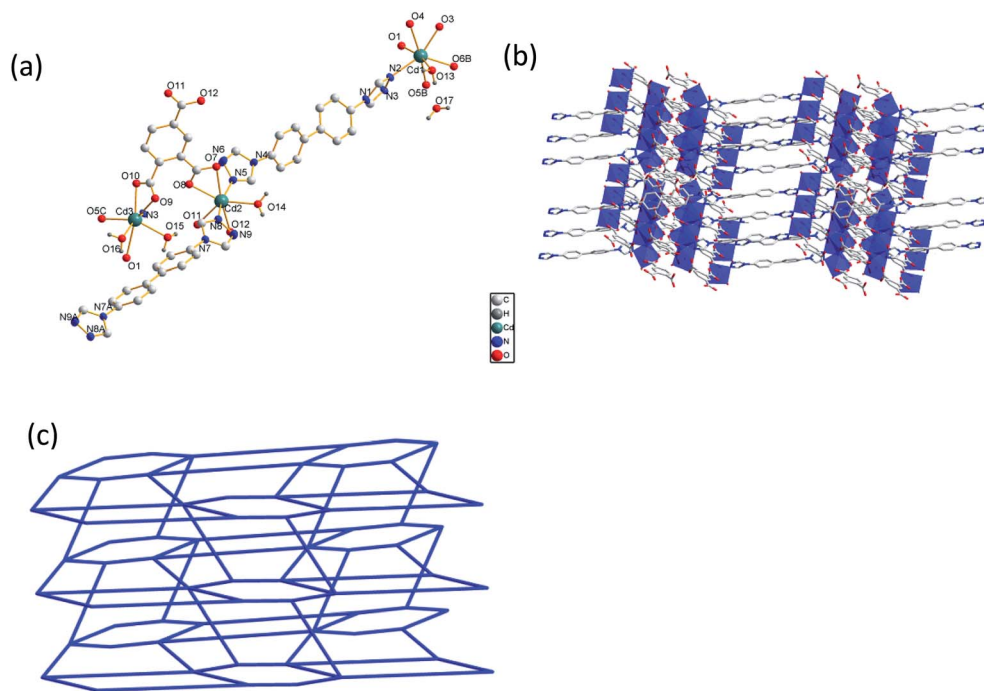 (a)
O4
O3
O1
N2
Cd1
O6B
O13
N1
N3
O5B
O17
O11
O12
N6
O7
N4
N5
O10
O8
O9
Cd2
O5C
Cd3
N3
O11
O14
N8
O12
O15
N9
O16
N7
O1
N7A
N9A
N8A
(b)
C
H
Cd
N
O
(c)